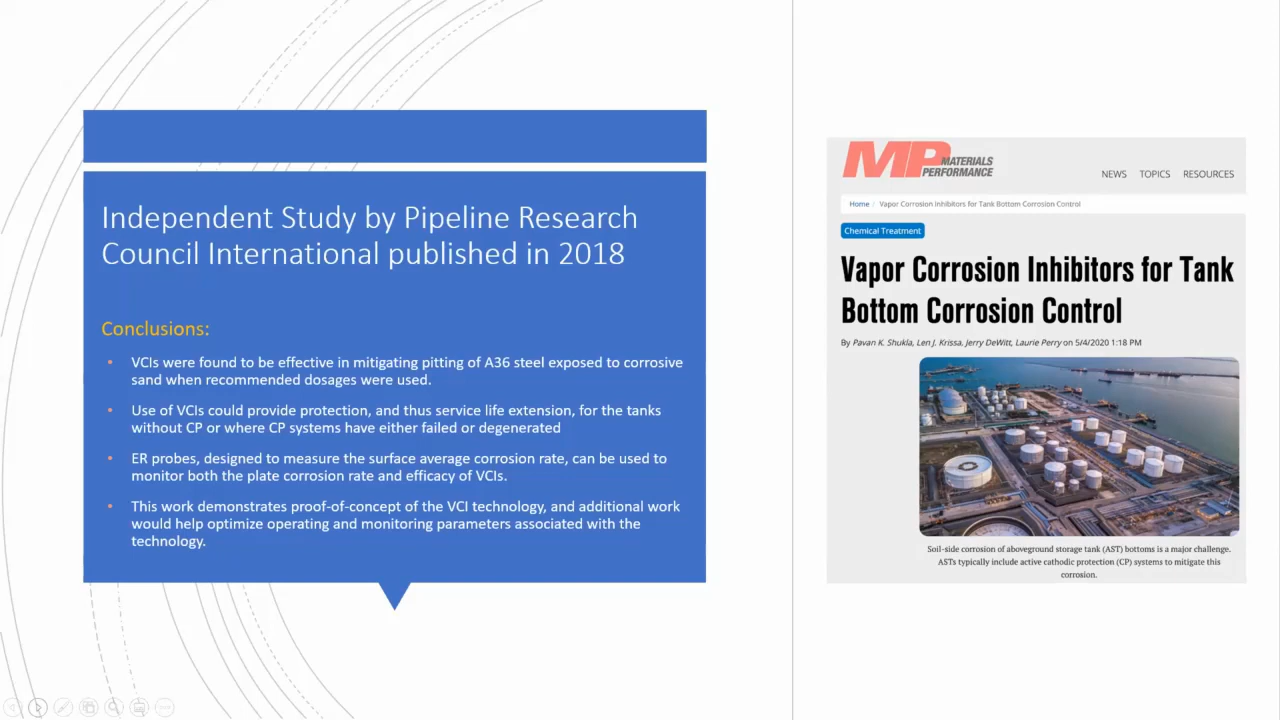 Independent Study by Pipeline Research
Council International published in 2018
Conclusions:
• VCIs were found to be effective in mitigating pitting of A36 steel exposed to corrosive
sand when recommended dosages were used.
• Use of VCIs could provide protection, and thus service life extension, for the tanks
without CP or where CP systems have either failed or degenerated
• ER probes, designed to measure the surface average corrosion rate, can be used to
monitor both the plate corrosion rate and efficacy of VCIs.
• This work demonstrates proof-of-concept of the VCI technology, and additional work
would help optimize operating and monitoring parameters associated with the
technology.
MP MATERIALS
PERFORMANCE
NEWS TOPICS RESOURCES
Home / Vapor Corrosion Inhibitors for Tank Bottom Corrosion Control
Chemical Treatment
Vapor Corrosion Inhibitors for Tank
Bottom Corrosion Control
By Pavan K. Shukla, Len J. Krissa, Jerry DeWitt, Laurie Perry on 5/4/2020 1:18 PM
Soil-side corrosion of aboveground storage tank (AST) bottoms is a major challenge.
ASTs typically include active cathodic protection (CP) systems to mitigate this
corrosion.